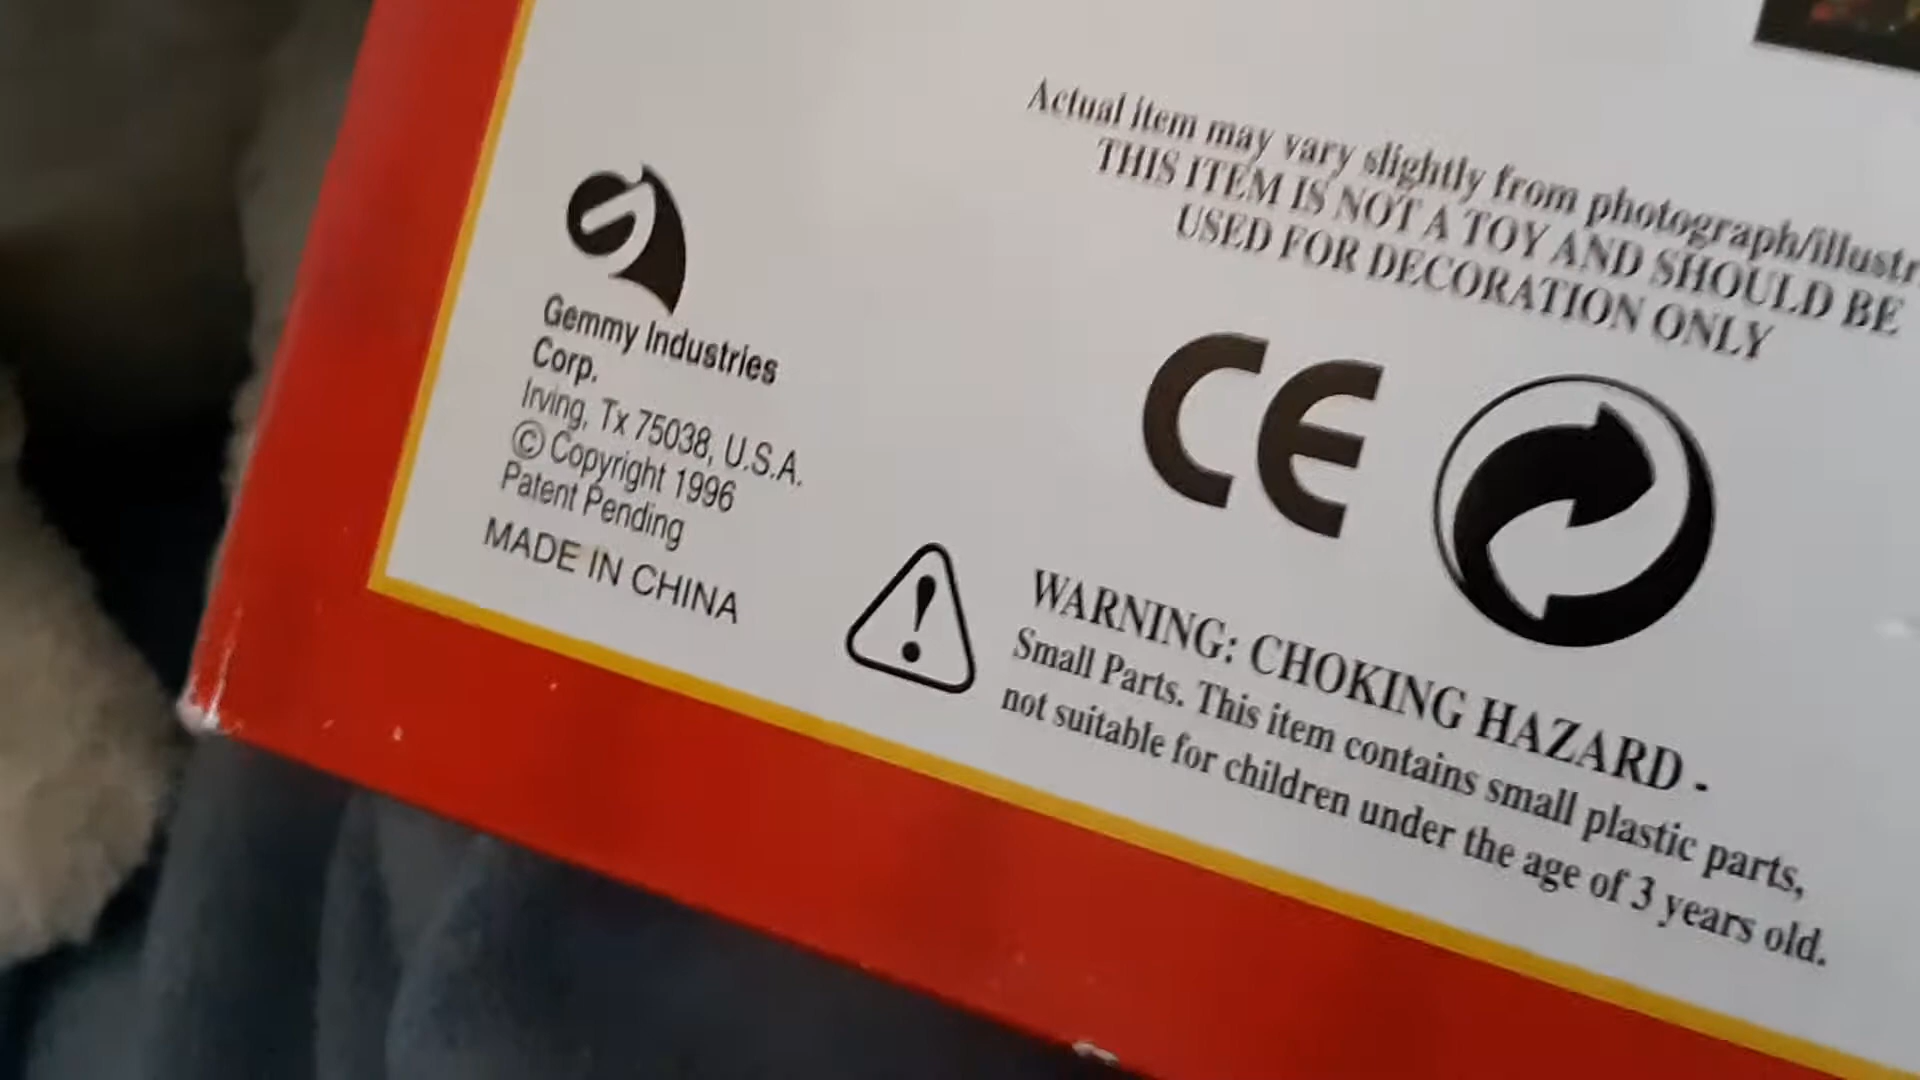 Actual item may vary slightly from photograph/illustr
THIS ITEM IS NOT A TOY AND SHOULD BE
USED FOR DECORATION ONLY
Gemmy Industries
Corp.
Irving, Tx 75038, U.S.A.
© Copyright 1996
Patent Pending
MADE IN CHINA
CE
WARNING: CHOKING HAZARD -
Small Parts. This item contains small plastic parts,
not suitable for children under the age of 3 years old.